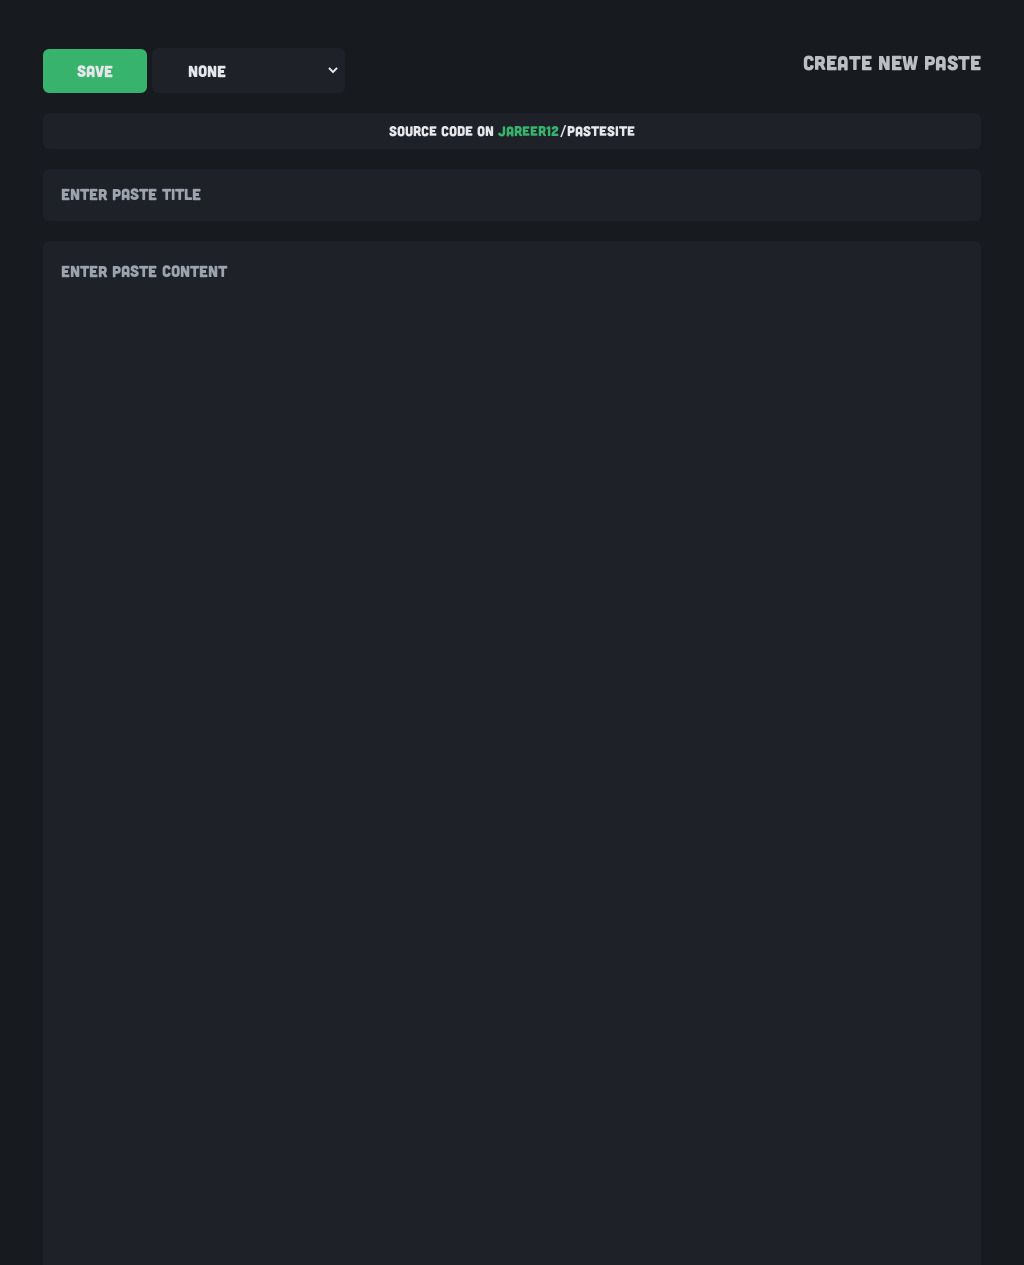 SAVE
NONE
CREATE NEW PASTE
SOURCE CODE ON JAREER12/PASTESITE
ENTER PASTE TITLE
ENTER PASTE CONTENT